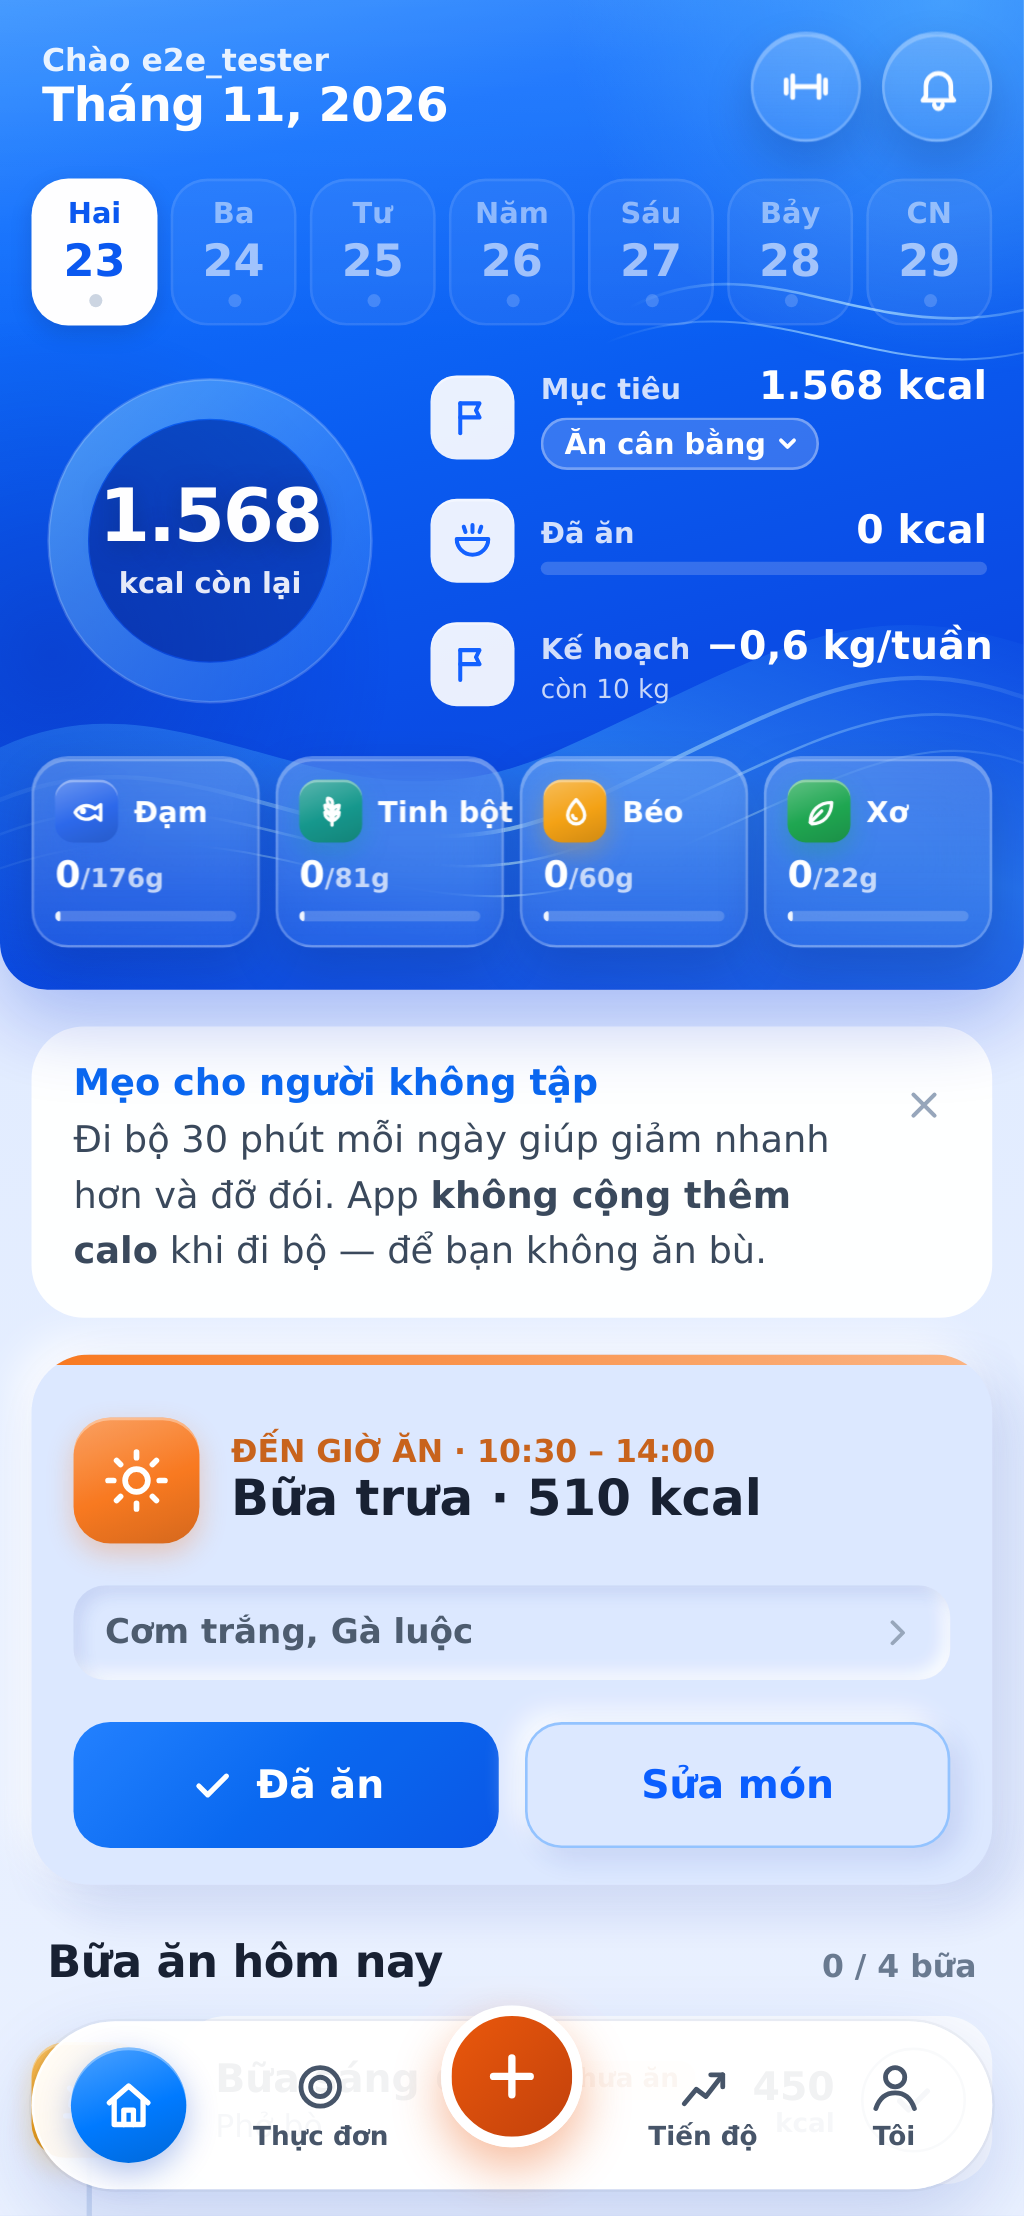 Chào e2e_tester
Tháng 11, 2026
Hai Ba Tư Năm Sáu Bảy CN
23 24 25 26 27 28 29
Mục tiêu 1.568 kcal
Ăn cân bằng
1.568
kcal còn lại
Đã ăn 0 kcal
Kế hoạch −0,6 kg/tuần
còn 10 kg
Đạm Tinh bột Béo Xơ
0/176g 0/81g 0/60g 0/22g
Mẹo cho người không tập
Đi bộ 30 phút mỗi ngày giúp giảm nhanh
hơn và đỡ đói. App không cộng thêm
calo khi đi bộ — để bạn không ăn bù.
ĐẾN GIỜ ĂN · 10:30 – 14:00
Bữa trưa · 510 kcal
Cơm trắng, Gà luộc
Đã ăn Sửa món
Bữa ăn hôm nay 0 / 4 bữa
Bữa sáng ăn 450
kcal
Thực đơn Tiến độ Tôi